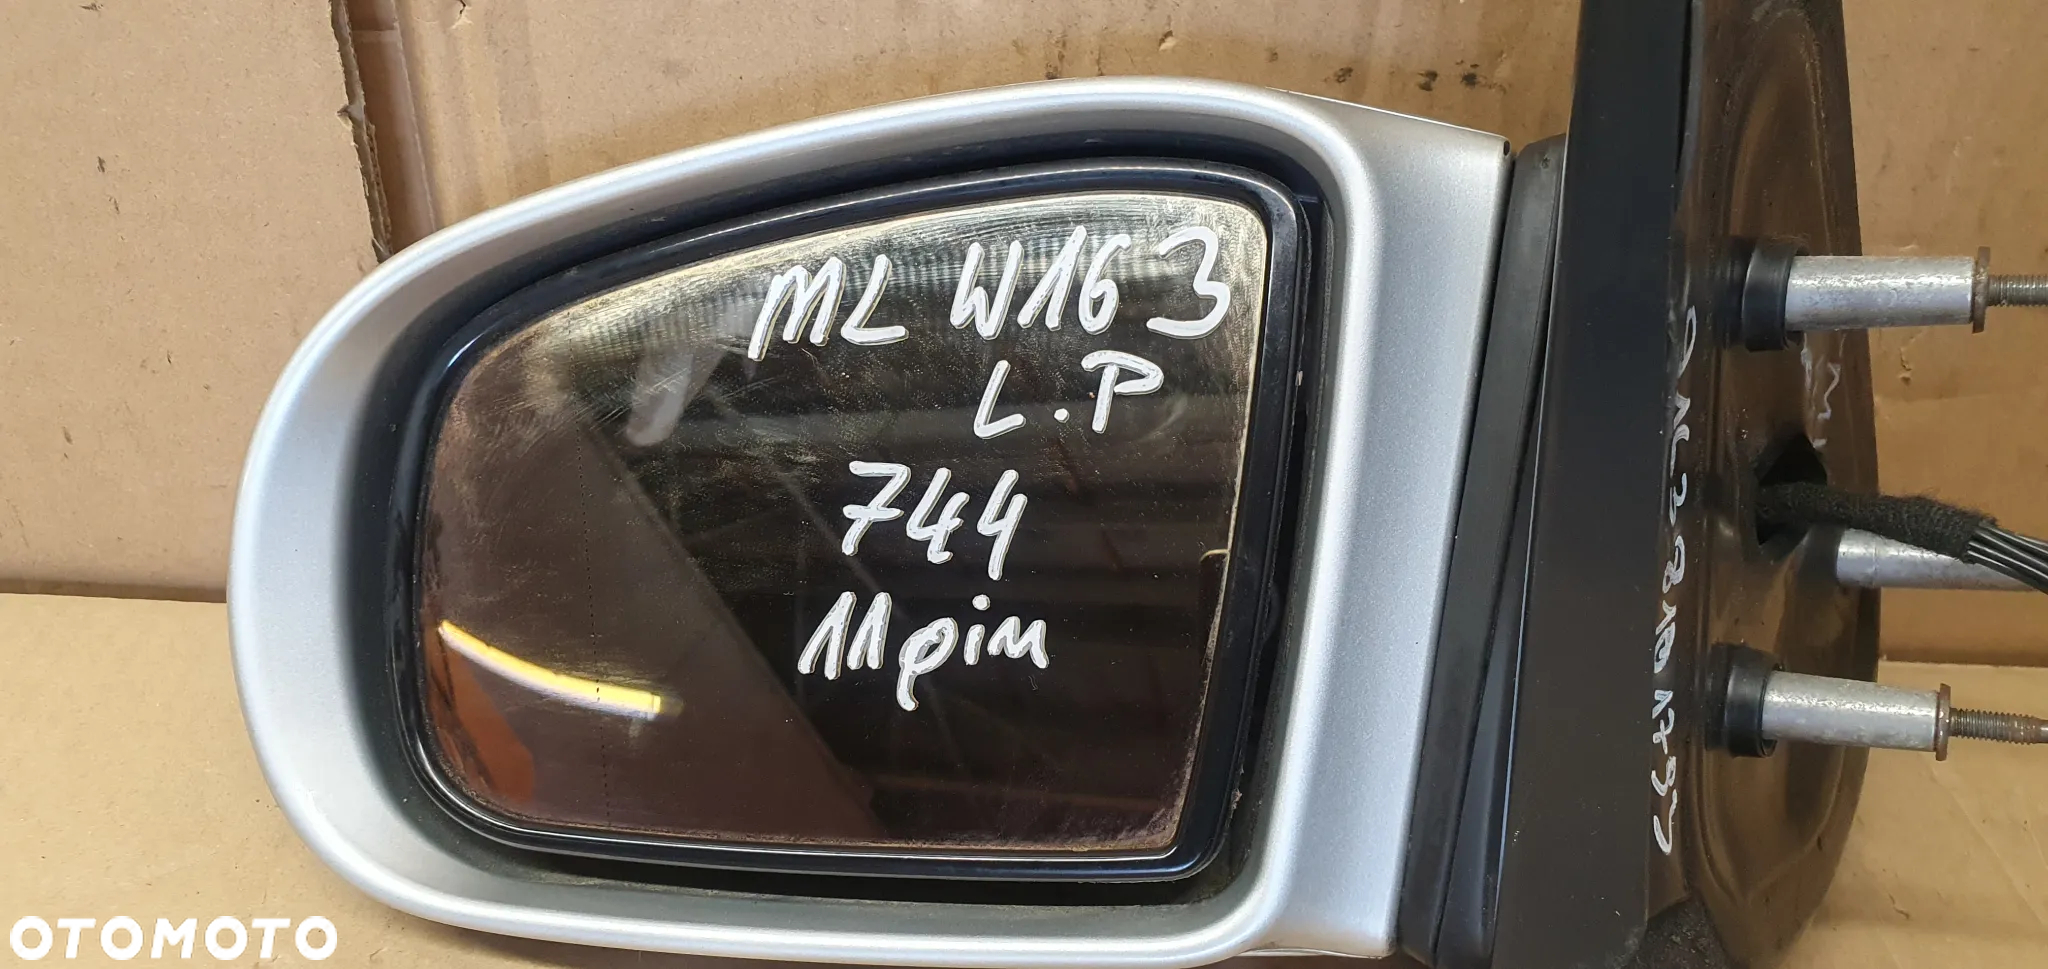 ML W163
L.P
744
11pin
OTOMOTO